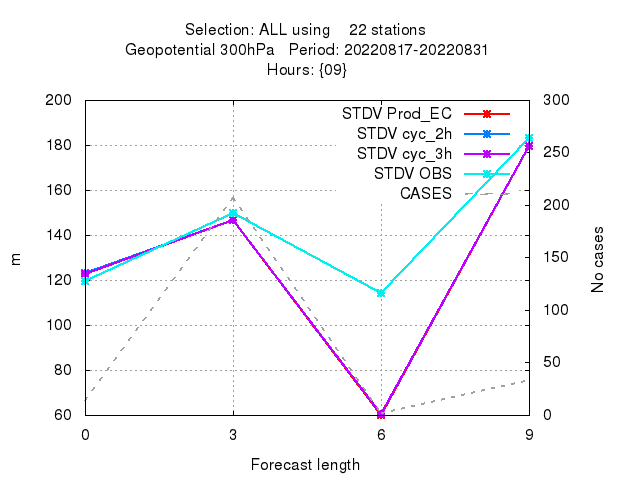 Selection: ALL using 22 stations
Geopotential 300hPa Period: 20220817-20220831
Hours: {09}
STDV Prod_EC
STDV cyc_2h
STDV cyc_3h
STDV OBS
CASES
200
180
160
140
120
100
80
60
m
300
250
200
150
100
50
0
No cases
0 3 6 9
Forecast length